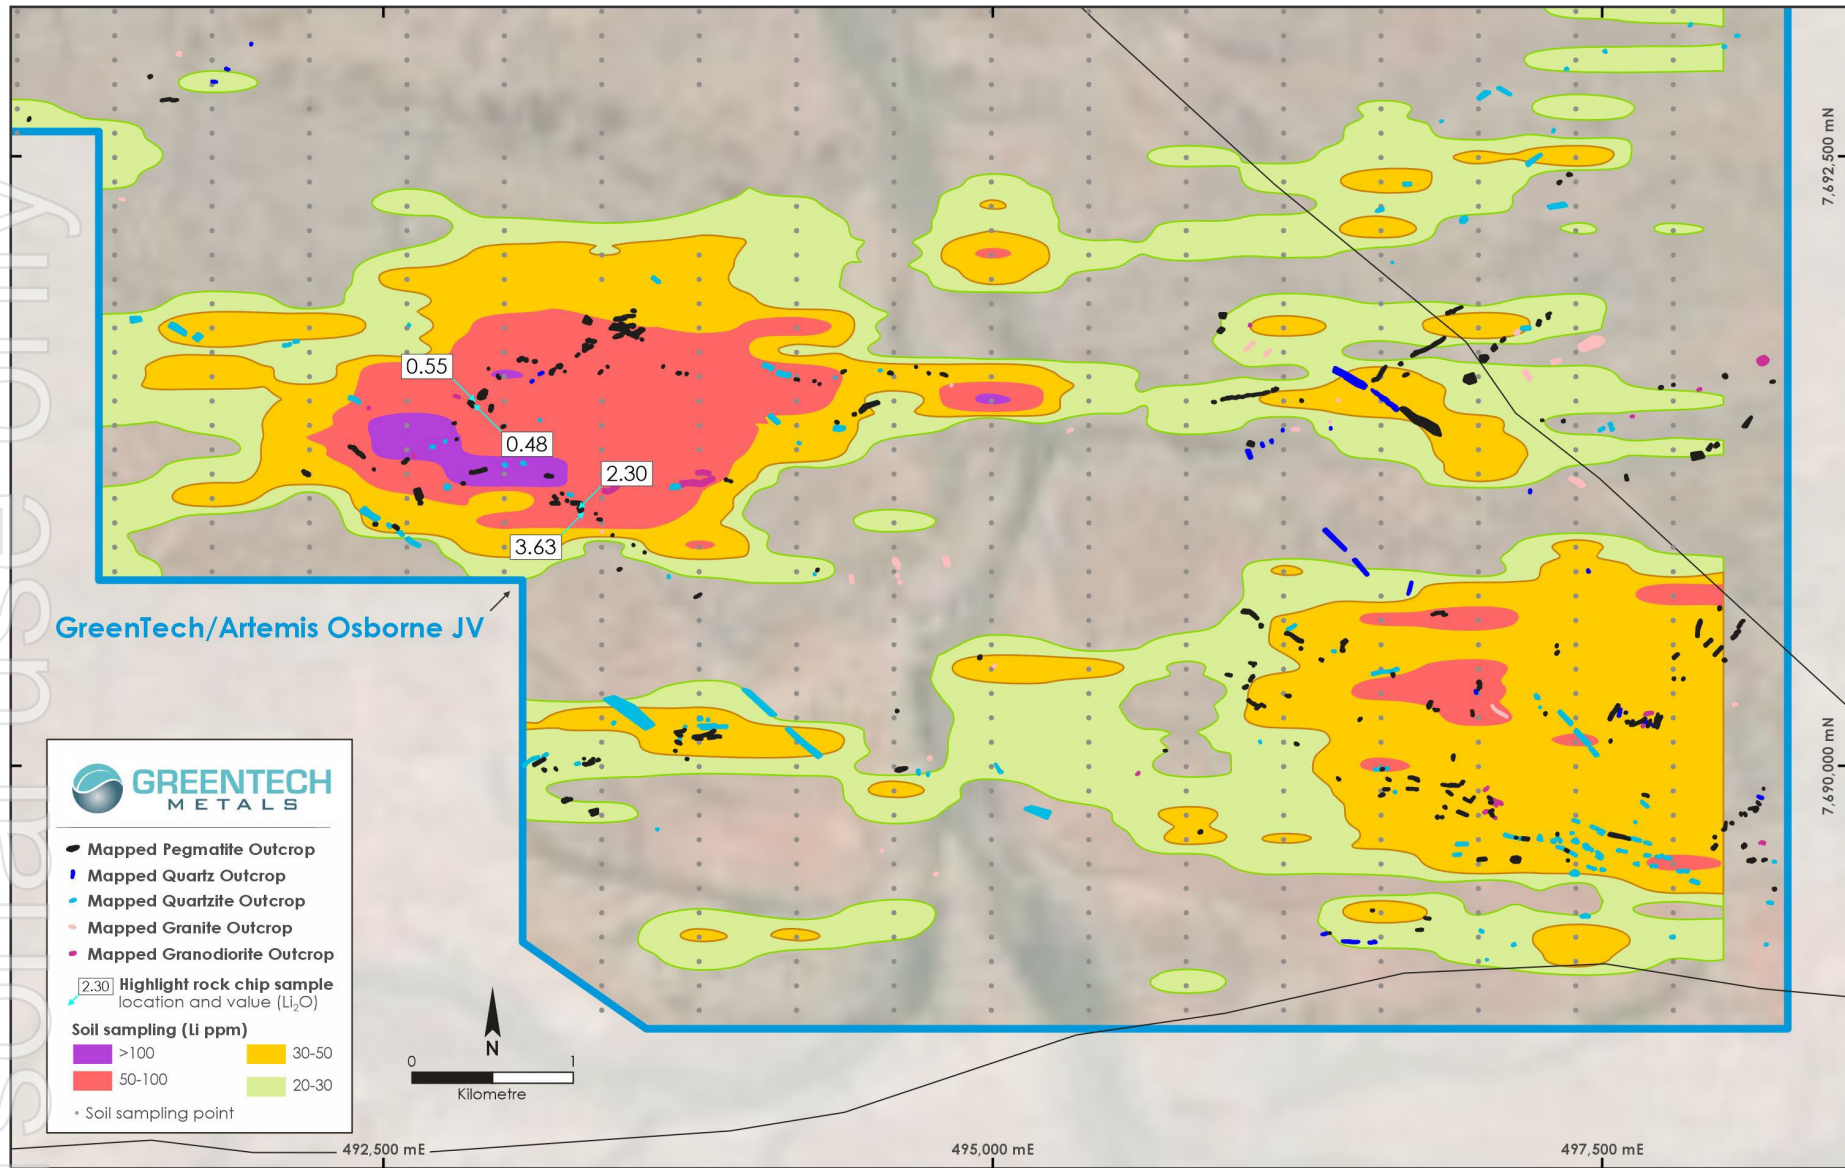 7,692,500 mN
0.55
0.48
2.30
3.63
GreenTech/Artemis Osborne JV
GREENTECH
METALS
Mapped Pegmatite Outcrop
Mapped Quartz Outcrop
Mapped Quartzite Outcrop
Mapped Granite Outcrop
Mapped Granodiorite Outcrop
2.30 Highlight rock chip sample
location and value (Li₂O)
Soil sampling (Li ppm)
>100 30-50
50-100 20-30
Soil sampling point
N
0 1
Kilometre
7,690,000 mN
492,500 mE
495,000 mE
497,500 mE